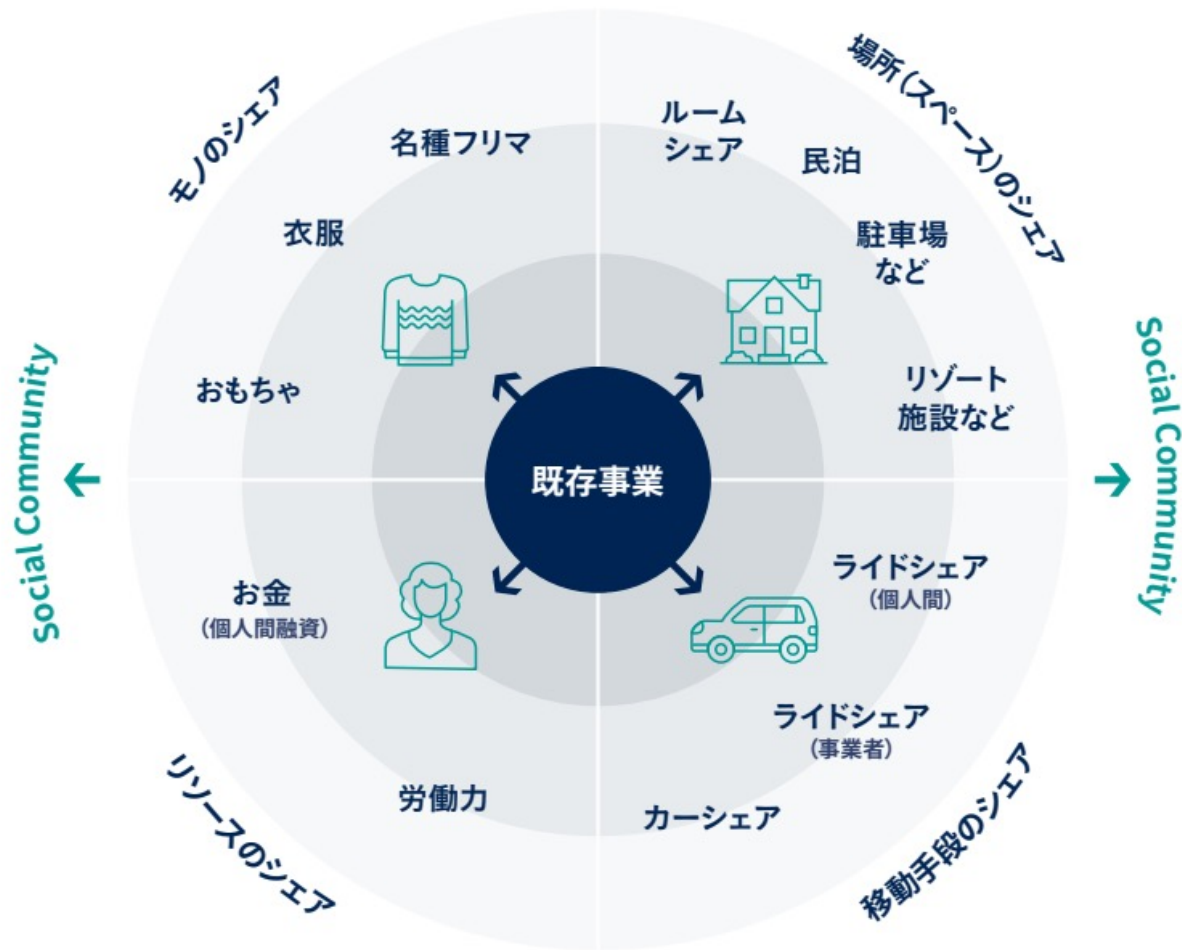 モノのシェア
名種フリマ
衣服
おもちゃ
場所(スペース)のシェア
ルーム
シェア
民泊
駐車場
など
リゾート
施設など
Social Community
既存事業
Social Community
お金
(個人間融資)
労働力
リソースのシェア
ライドシェア
(個人間)
ライドシェア
(事業者)
カーシェア
移動手段のシェア